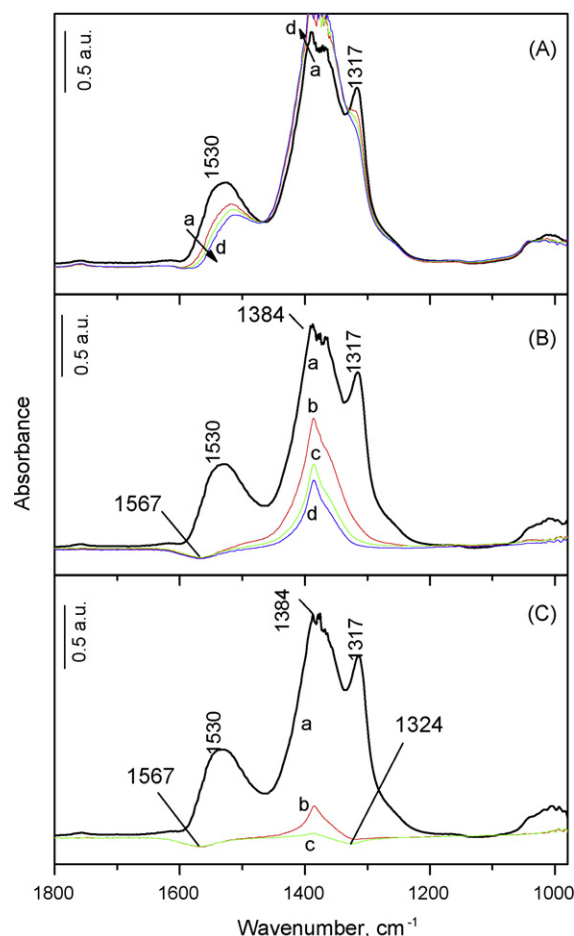 0.5 a.u.
d
a
1317
(A)
1530
a
d
0.5 a.u.
1384
a
1317
(B)
b
1530
c
1567
d
Absorbance
0.5 a.u.
1384
1317
(C)
1530
a
1324
1567
b
c
1800 1600 1400 1200 1000
Wavenumber, cm⁻¹